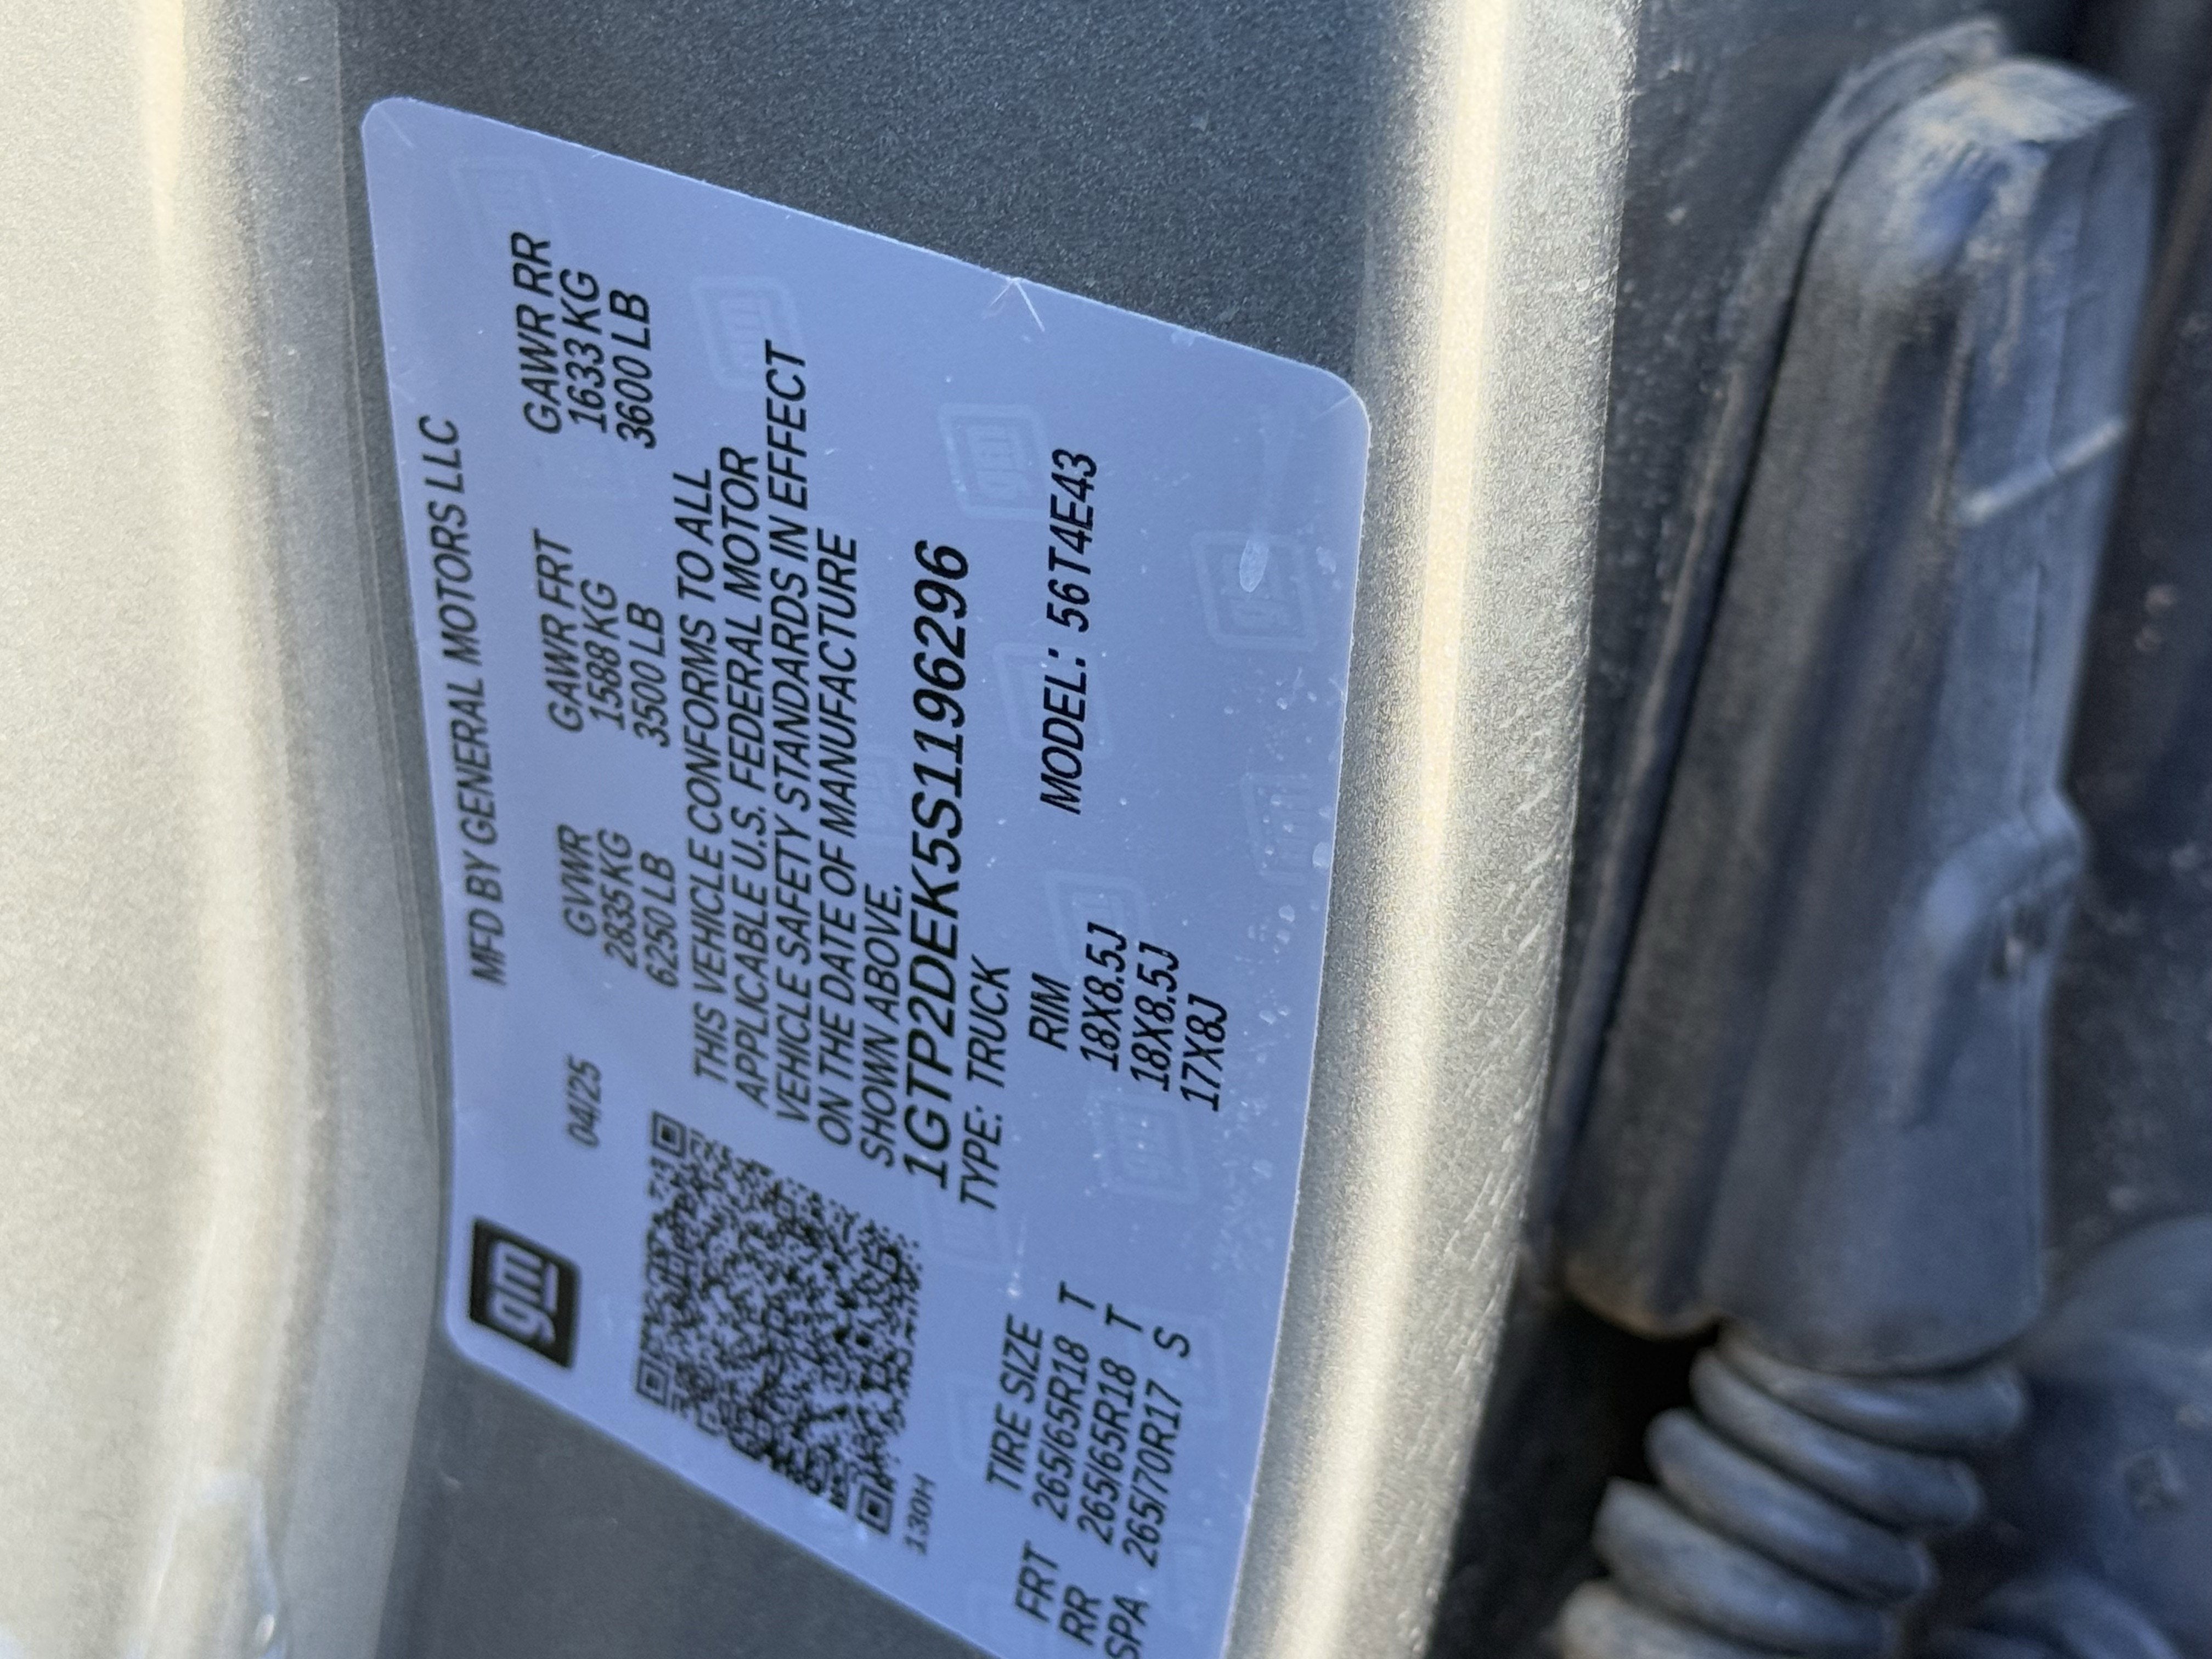 gm
MFD BY GENERAL MOTORS LLC
04/25
GVWR GAWR FRT GAWR RR
2835 KG 1588 KG 1633 KG
6250 LB 3500 LB 3600 LB
THIS VEHICLE CONFORMS TO ALL
APPLICABLE U.S. FEDERAL MOTOR
VEHICLE SAFETY STANDARDS IN EFFECT
ON THE DATE OF MANUFACTURE
SHOWN ABOVE.
1GTP2DEK5S1196296
130H
TYPE: TRUCK
MODEL: 56T4E43
TIRE SIZE RIM
FRT 265/65R18 T 18X8.5J
RR 265/65R18 T 18X8.5J
SPA 265/70R17 S 17X8J